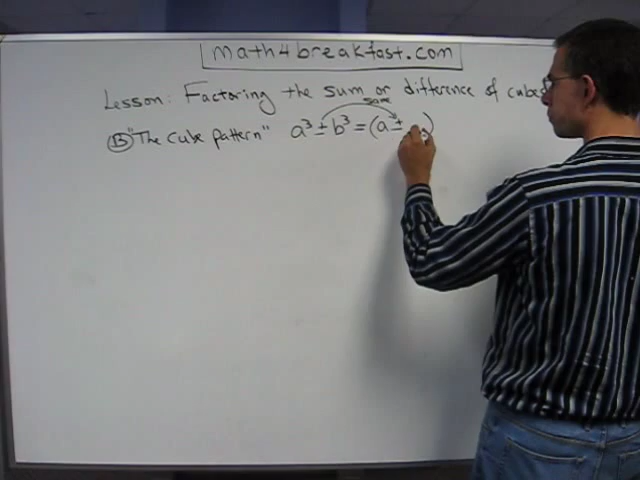 math4breakfast.com
Lesson: Factoring the sum or difference of cubes
same
B "The Cube pattern" a³ ± b³ = (a ± )